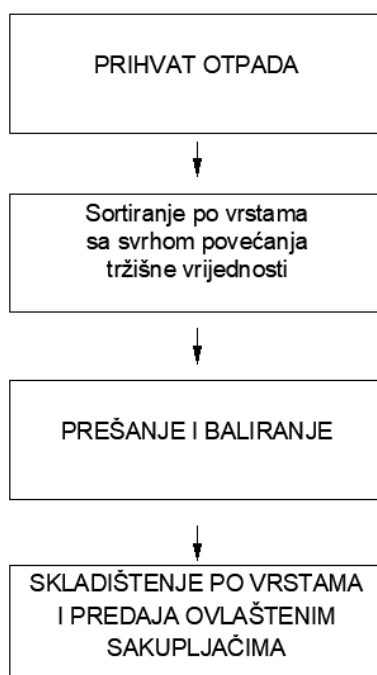 PRIHVAT OTPADA
Sortiranje po vrstama
sa svrhom povećanja
tržišne vrijednosti
PREŠANJE I BALIRANJE
SKLADIŠTENJE PO VRSTAMA
I PREDAJA OVLAŠTENIM
SAKUPLJAČIMA